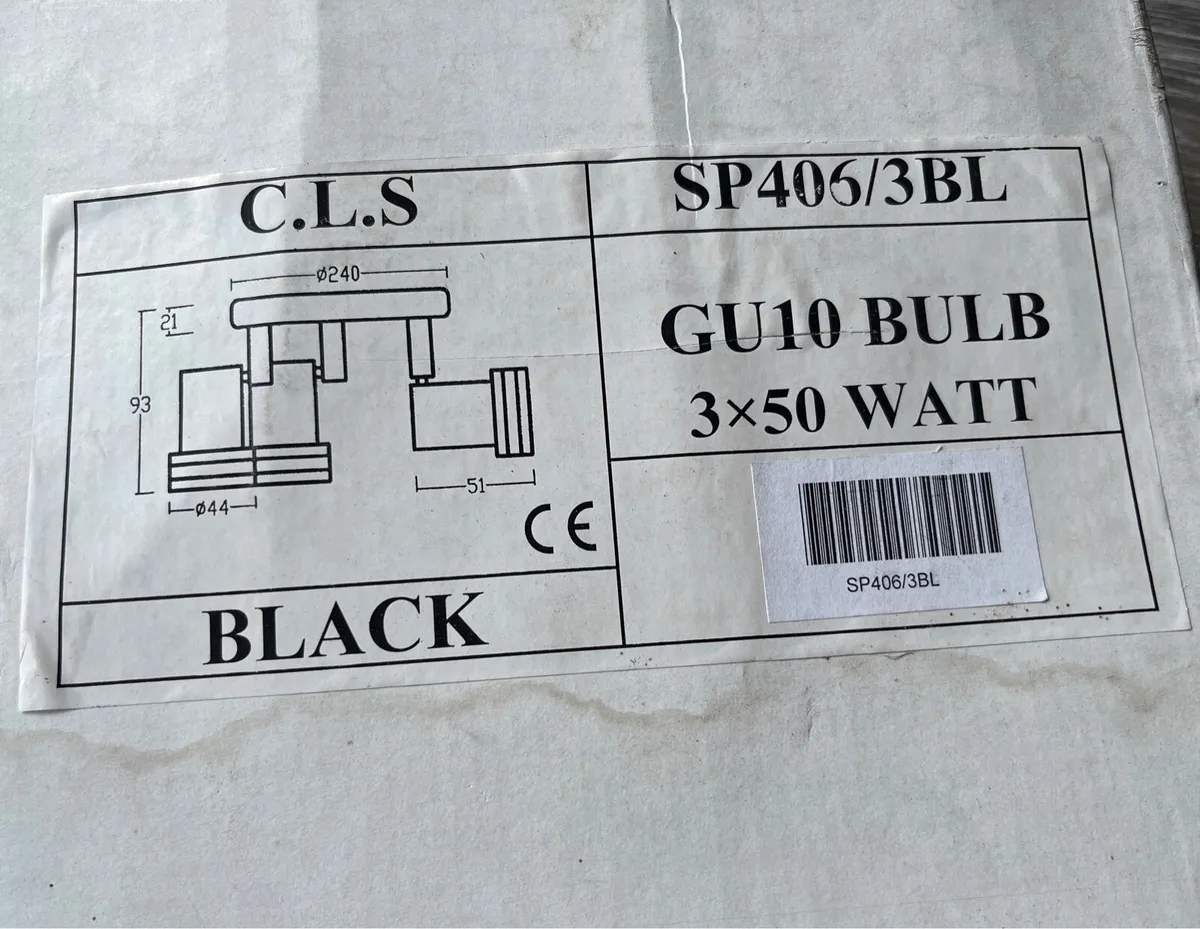 C.L.S
SP406/3BL
Ø240
21
93
Ø44
51
CE
GU10 BULB
3×50 WATT
SP406/3BL
BLACK